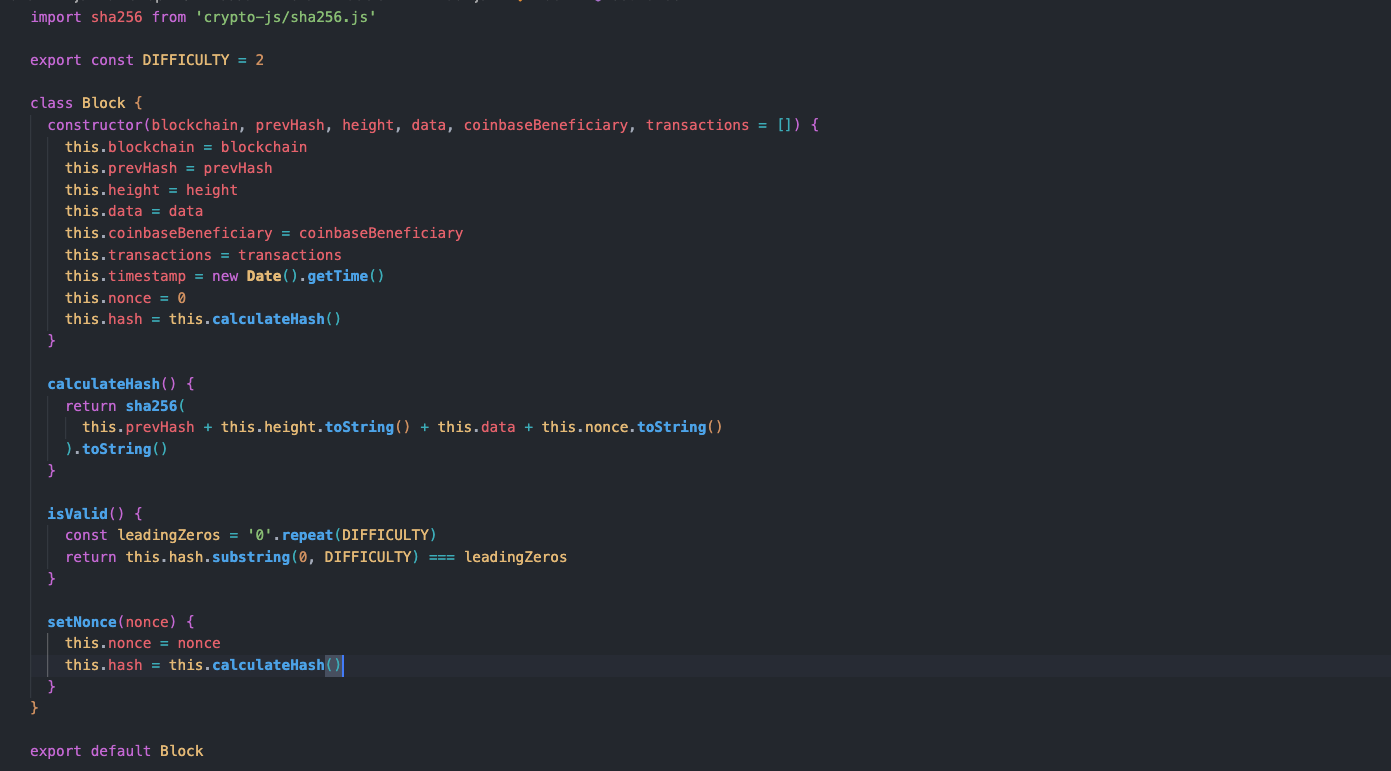 import sha256 from 'crypto-js/sha256.js'
export const DIFFICULTY = 2
class Block {
constructor(blockchain, prevHash, height, data, coinbaseBeneficiary, transactions = []) {
this.blockchain = blockchain
this.prevHash = prevHash
this.height = height
this.data = data
this.coinbaseBeneficiary = coinbaseBeneficiary
this.transactions = transactions
this.timestamp = new Date().getTime()
this.nonce = 0
this.hash = this.calculateHash()
}
calculateHash() {
return sha256(
this.prevHash + this.height.toString() + this.data + this.nonce.toString()
).toString()
}
isValid() {
const leadingZeros = '0'.repeat(DIFFICULTY)
return this.hash.substring(0, DIFFICULTY) === leadingZeros
}
setNonce(nonce) {
this.nonce = nonce
this.hash = this.calculateHash()
}
}
export default Block